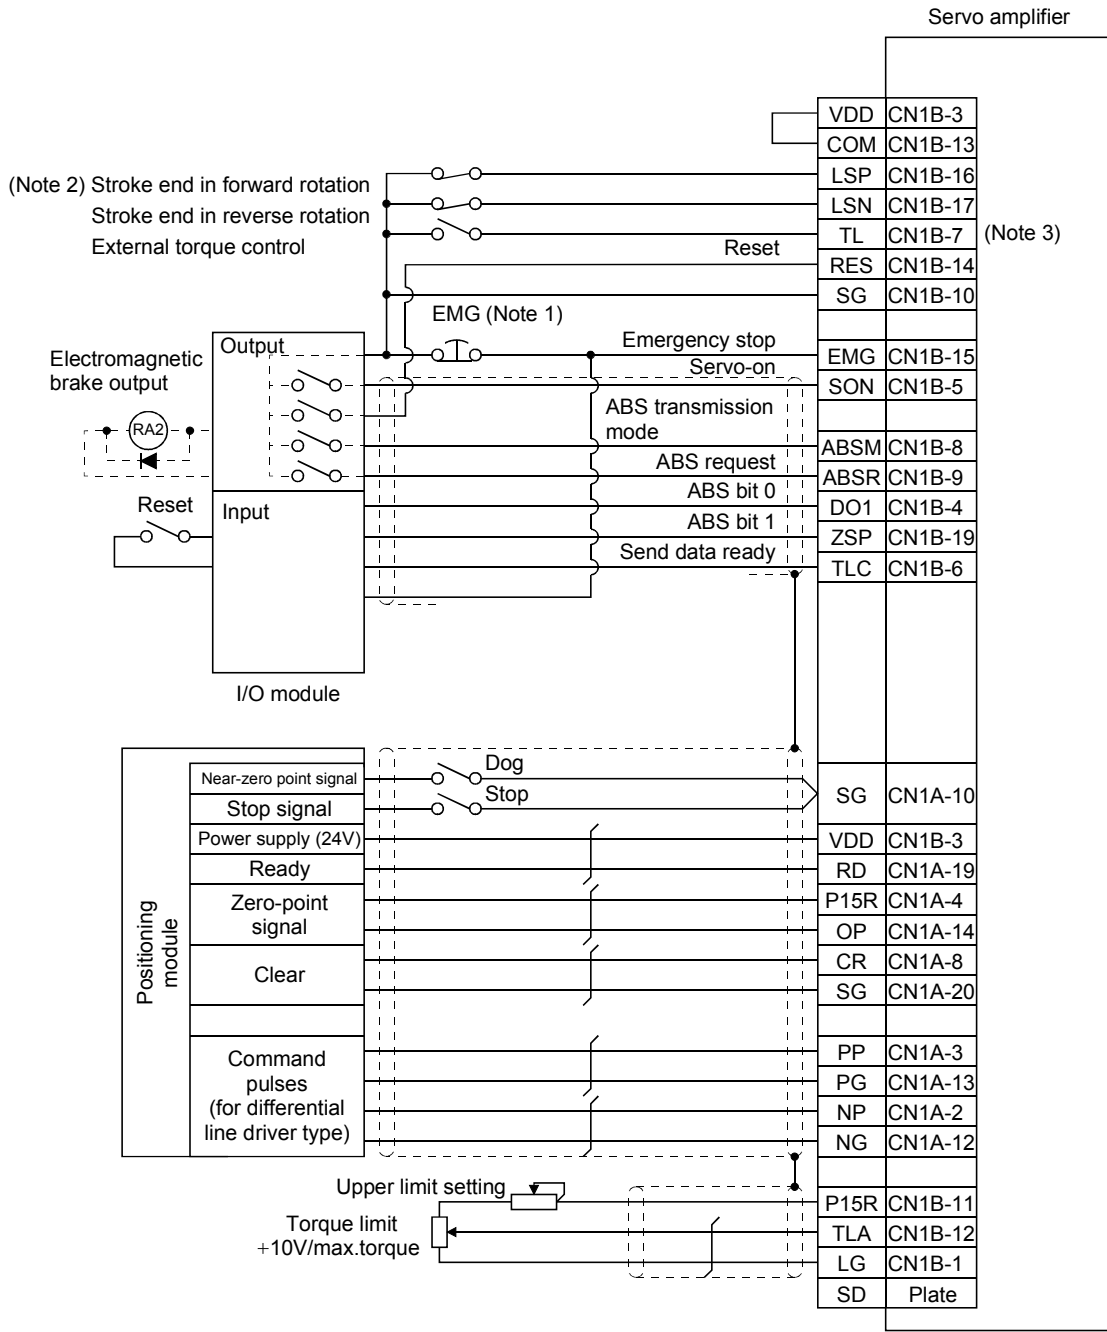 Servo amplifier
VDD CN1B-3
COM CN1B-13
(Note 2) Stroke end in forward rotation
LSP CN1B-16
Stroke end in reverse rotation
LSN CN1B-17
External torque control
TL CN1B-7
(Note 3)
Reset
RES CN1B-14
SG CN1B-10
EMG (Note 1)
Output
Emergency stop
EMG CN1B-15
Electromagnetic
brake output
Servo-on
SON CN1B-5
RA2
ABS transmission
mode
ABSM CN1B-8
ABS request
ABSR CN1B-9
Reset
Input
ABS bit 0
DO1 CN1B-4
ABS bit 1
ZSP CN1B-19
Send data ready
TLC CN1B-6
I/O module
Positioning
module
Near-zero point signal
Dog
Stop signal
Stop
SG CN1A-10
Power supply (24V)
VDD CN1B-3
Ready
RD CN1A-19
Zero-point
signal
P15R CN1A-4
OP CN1A-14
Clear
CR CN1A-8
SG CN1A-20
Command
pulses
(for differential
line driver type)
PP CN1A-3
PG CN1A-13
NP CN1A-2
NG CN1A-12
Upper limit setting
P15R CN1B-11
Torque limit
+10V/max.torque
TLA CN1B-12
LG CN1B-1
SD Plate